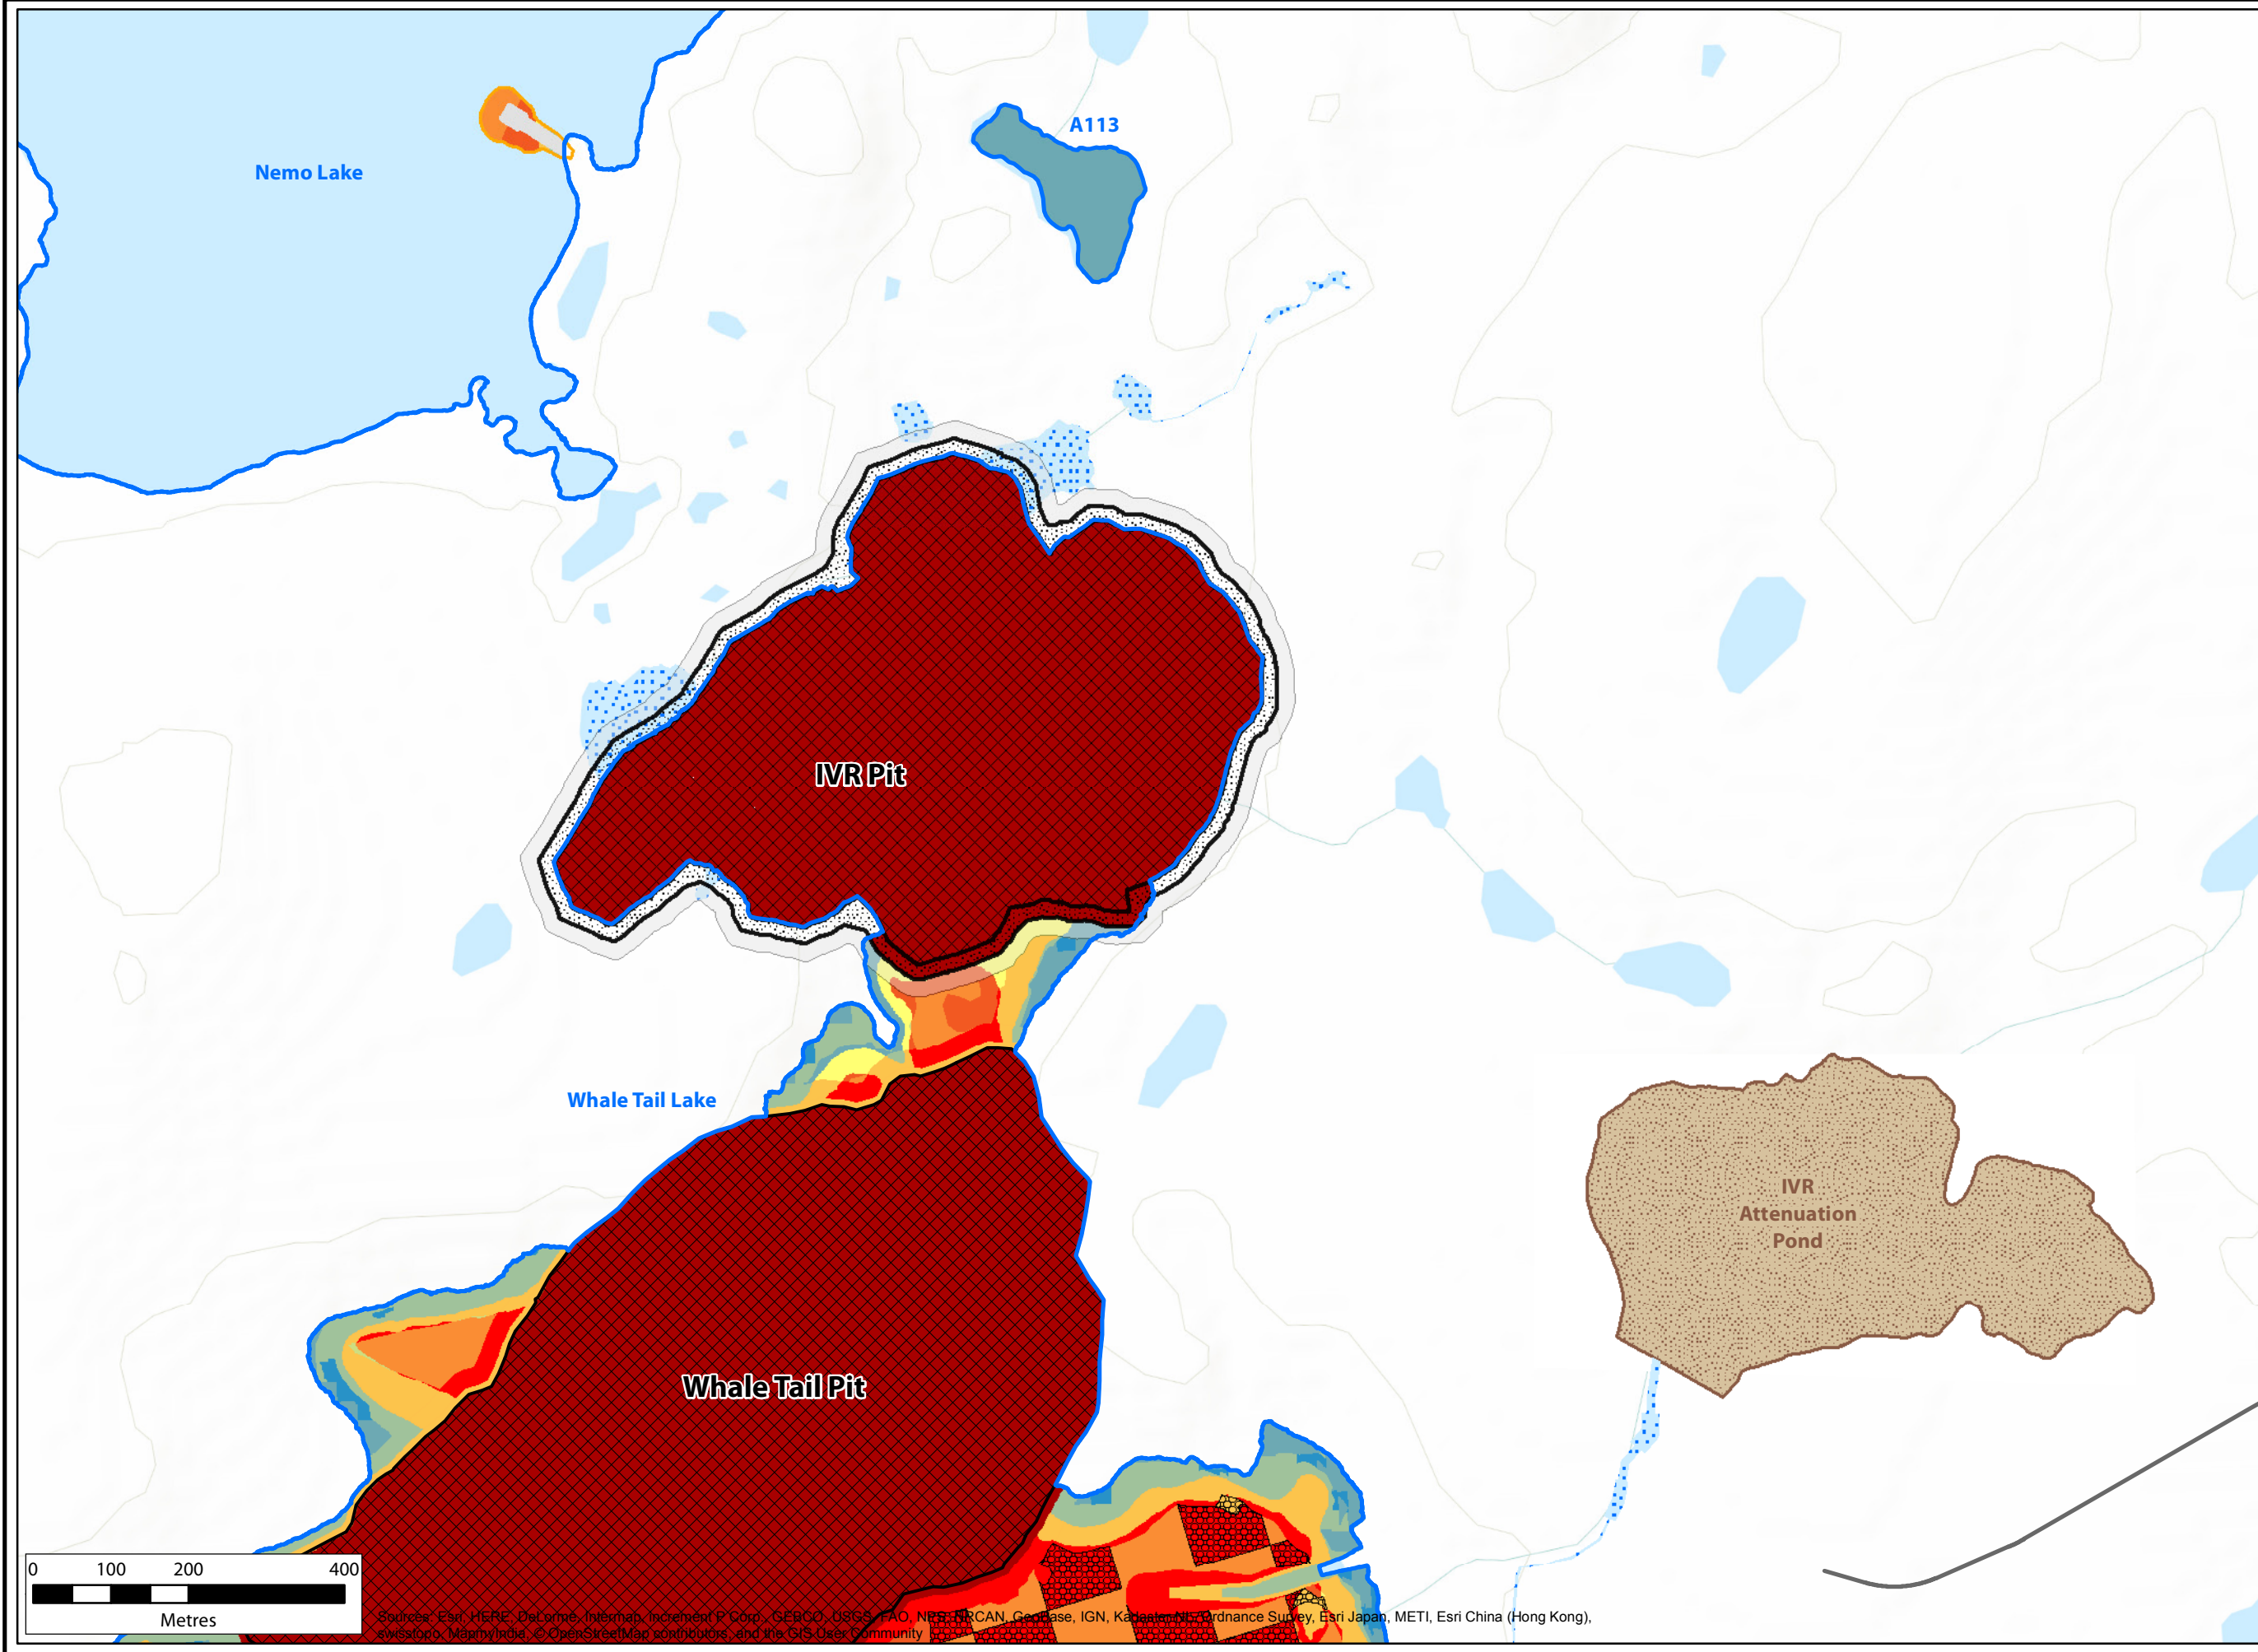 A113
Nemo Lake
IVR Pit
Whale Tail Lake
IVR
Attenuation
Pond
Whale Tail Pit
0 100 200 400
Metres
Sources: Esri, HERE, DeLorme, Intermap, increment P Corp., GEBCO, USGS, FAO, NPS, NRCAN, GeoBase, IGN, Kadaster NL, Ordnance Survey, Esri Japan, METI, Esri China (Hong Kong),
swisstopo, MapmyIndia, © OpenStreetMap contributors, and the GIS User Community